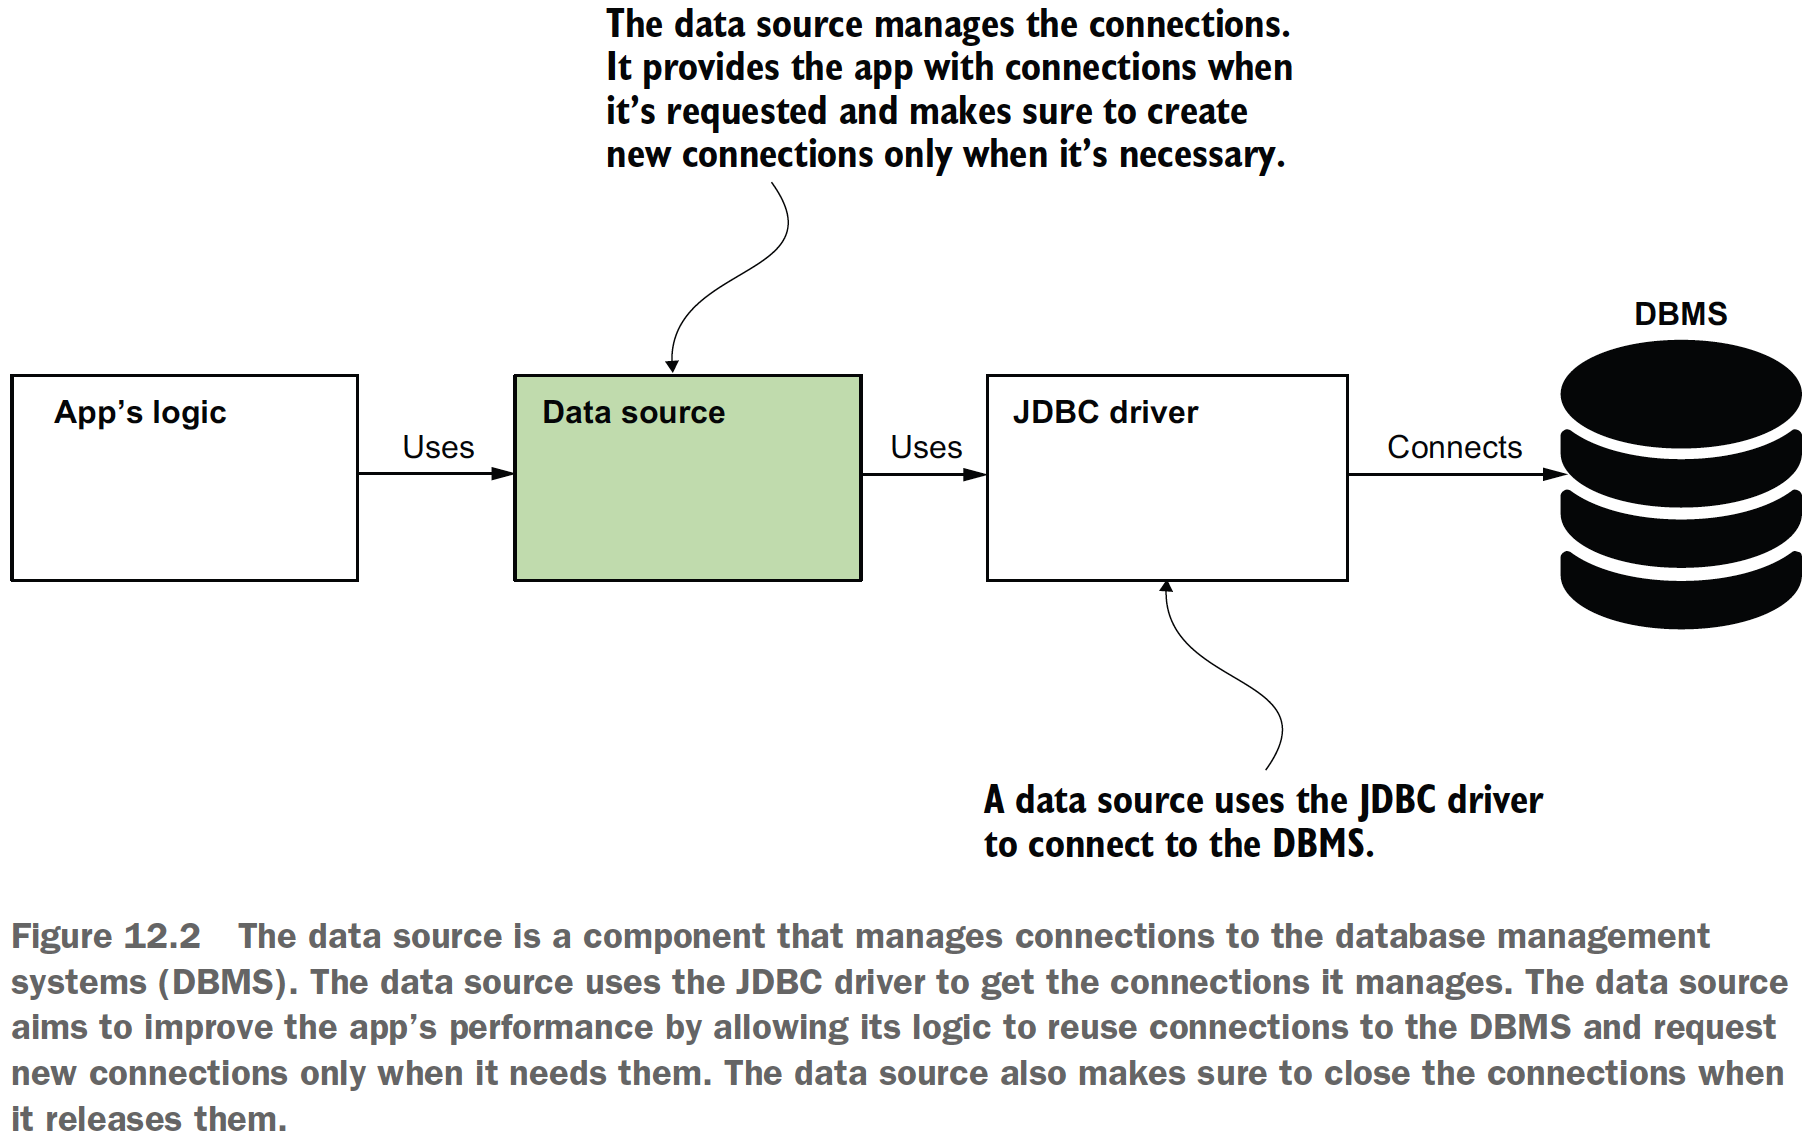 The data source manages the connections.
It provides the app with connections when
it’s requested and makes sure to create
new connections only when it’s necessary.
DBMS
App’s logic
Data source
JDBC driver
Uses
Uses
Connects
A data source uses the JDBC driver
to connect to the DBMS.
Figure 12.2 The data source is a component that manages connections to the database management
systems (DBMS). The data source uses the JDBC driver to get the connections it manages. The data source
aims to improve the app’s performance by allowing its logic to reuse connections to the DBMS and request
new connections only when it needs them. The data source also makes sure to close the connections when
it releases them.